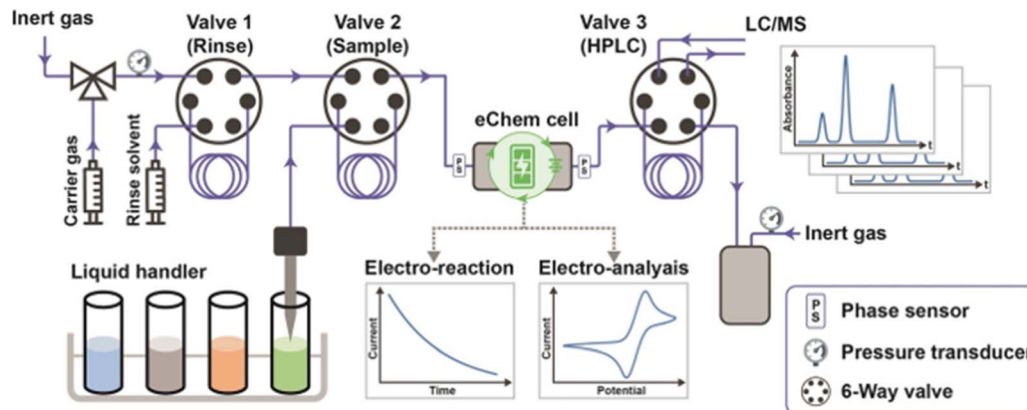 Inert gas
Valve 1
(Rinse)
Valve 2
(Sample)
Valve 3
(HPLC)
LC/MS
Absorbance
t
t
t
eChem cell
P
S
P
S
Carrier gas
Rinse solvent
Inert gas
Liquid handler
Electro-reaction
Current
Time
Electro-analyais
Current
Potential
P
S
Phase sensor
Pressure transducer
6-Way valve